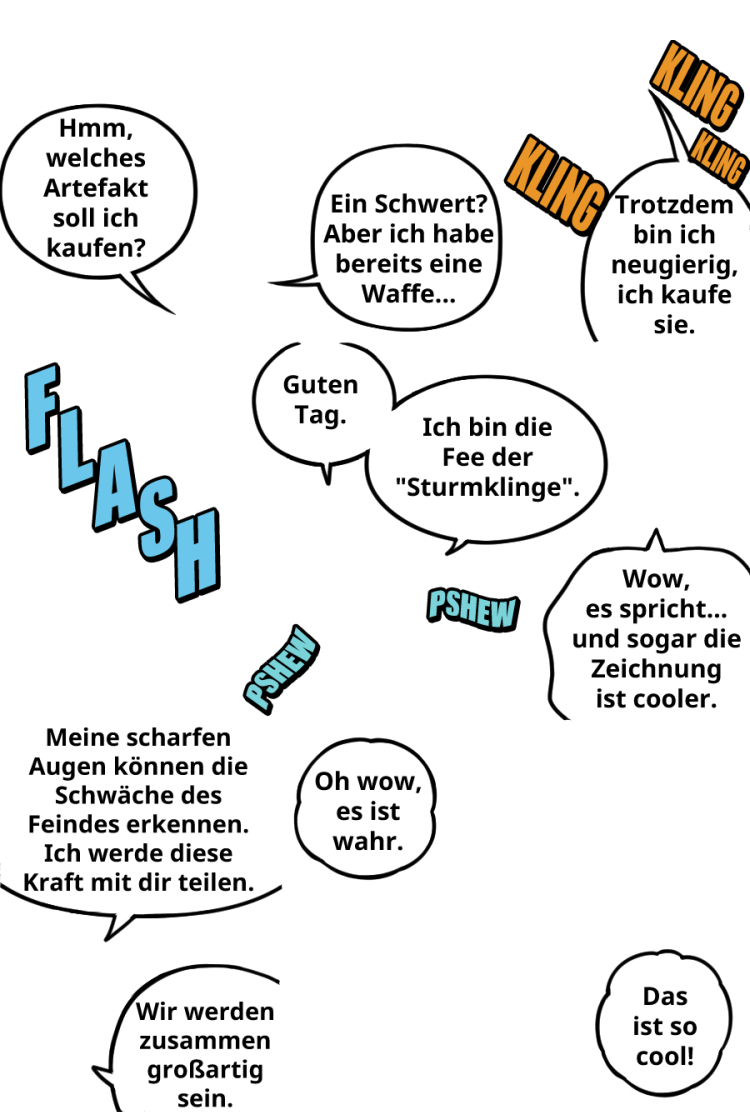 Hmm,
welches
Artefakt
soll ich
kaufen?
Ein Schwert?
Aber ich habe
bereits eine
Waffe...
KLING
KLING
KLING
Trotzdem
bin ich
neugierig,
ich kaufe
sie.
FLASH
Guten
Tag.
Ich bin die
Fee der
"Sturmklinge".
PSHEW
Wow,
es spricht...
und sogar die
Zeichnung
ist cooler.
PSHEW
Meine scharfen
Augen können die
Schwäche des
Feindes erkennen.
Ich werde diese
Kraft mit dir teilen.
Oh wow,
es ist
wahr.
Wir werden
zusammen
großartig
sein.
Das
ist so
cool!